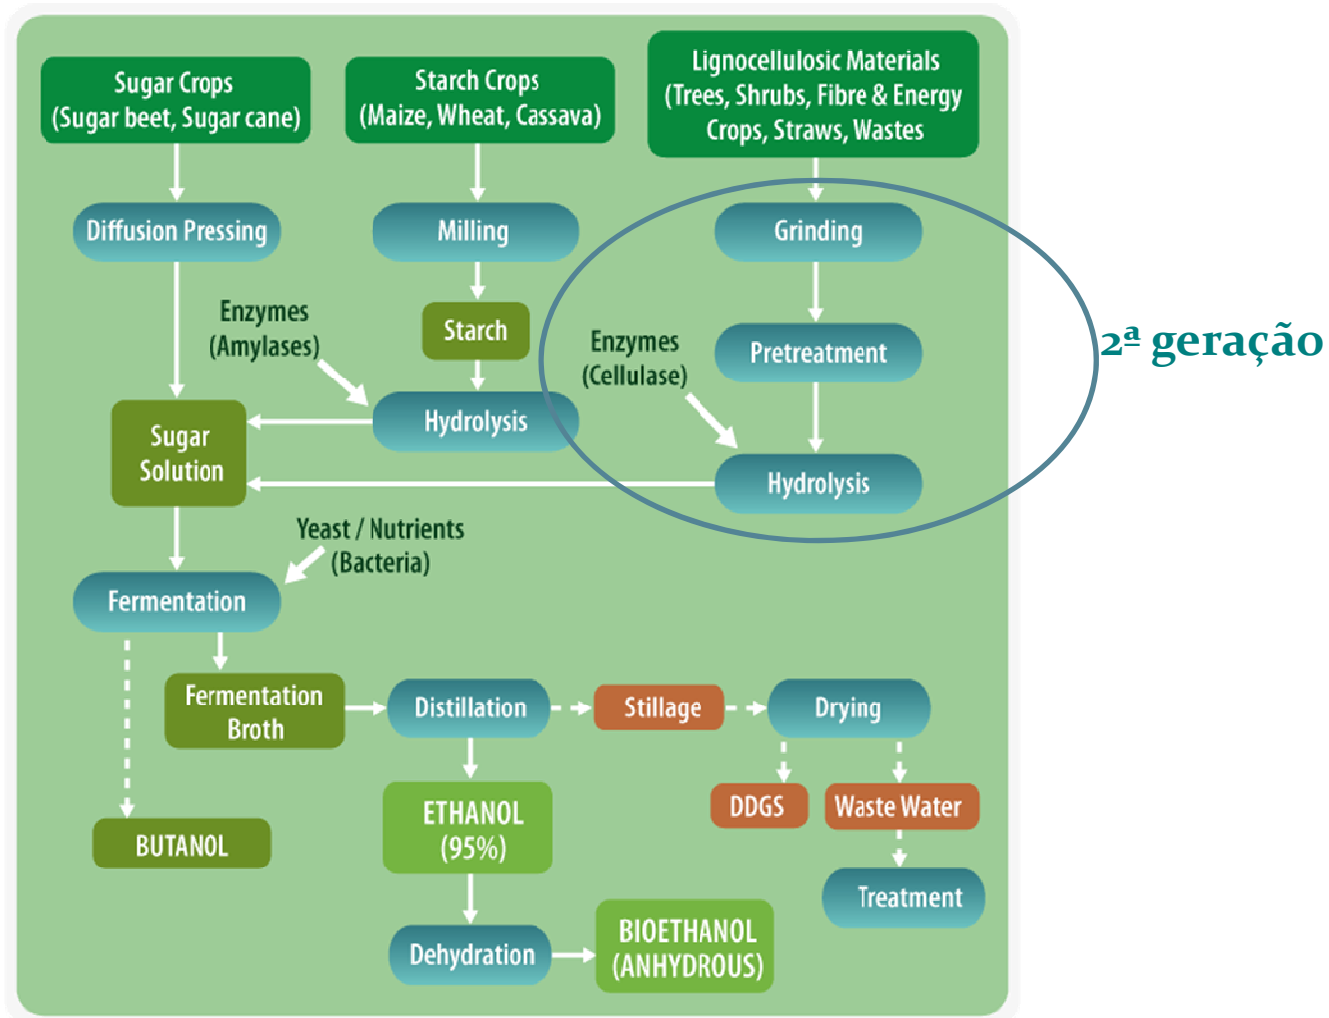 Sugar Crops
(Sugar beet, Sugar cane)
Starch Crops
(Maize, Wheat, Cassava)
Lignocellulosic Materials
(Trees, Shrubs, Fibre & Energy
Crops, Straws, Wastes
Diffusion Pressing
Milling
Grinding
Enzymes
(Amylases)
Starch
Enzymes
(Cellulase)
Pretreatment
2ª geração
Sugar
Solution
Hydrolysis
Hydrolysis
Yeast / Nutrients
(Bacteria)
Fermentation
Fermentation
Broth
Distillation
Stillage
Drying
BUTANOL
ETHANOL
(95%)
DDGS
Waste Water
Treatment
Dehydration
BIOETHANOL
(ANHYDROUS)